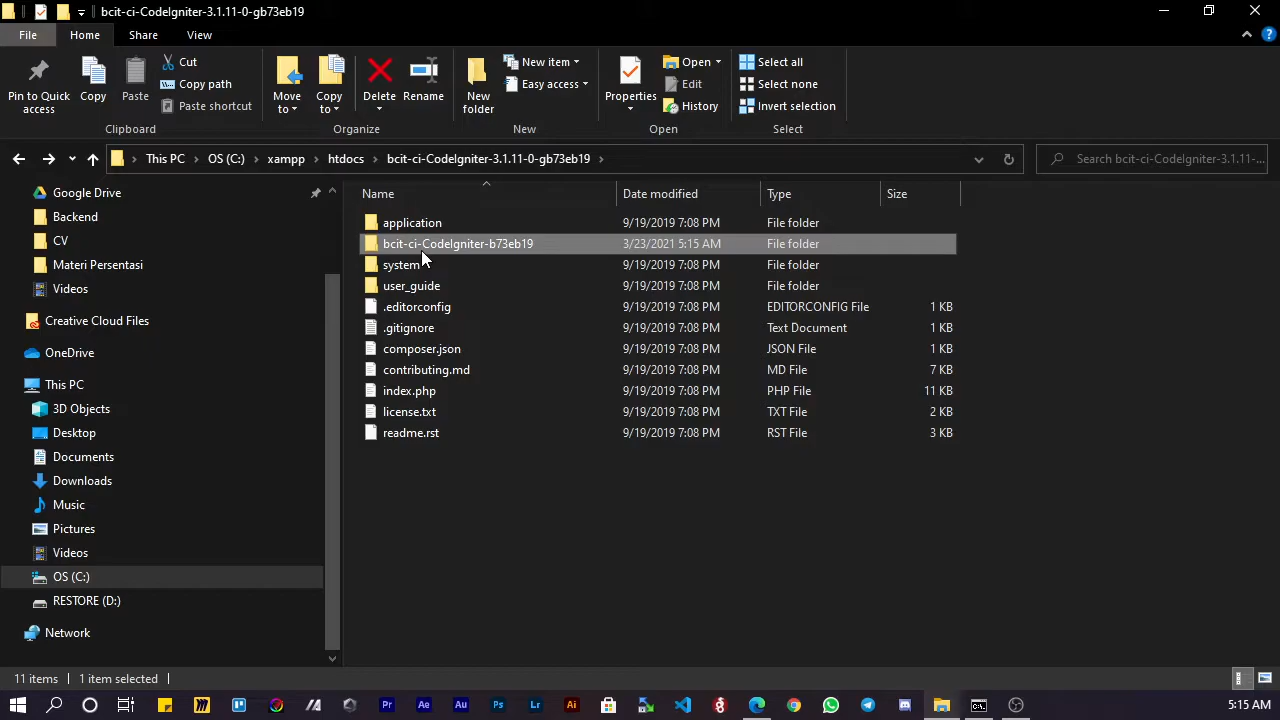 bcit-ci-CodeIgniter-3.1.11-0-gb73eb19
File Home Share View
Pin to Quick access
Copy
Paste
Cut
Copy path
Paste shortcut
Move to
Copy to
Delete
Rename
New folder
New item
Easy access
Properties
Open
Edit
History
Select all
Select none
Invert selection
Clipboard Organize New Open Select
This PC OS (C:) xampp htdocs bcit-ci-CodeIgniter-3.1.11-0-gb73eb19
Search bcit-ci-CodeIgniter-3.1.11-...
Google Drive
Backend
CV
Materi Persentasi
Videos
Creative Cloud Files
OneDrive
This PC
3D Objects
Desktop
Documents
Downloads
Music
Pictures
Videos
OS (C:)
RESTORE (D:)
Network
Name Date modified Type Size
application 9/19/2019 7:08 PM File folder
bcit-ci-CodeIgniter-b73eb19 3/23/2021 5:15 AM File folder
system 9/19/2019 7:08 PM File folder
user_guide 9/19/2019 7:08 PM File folder
.editorconfig 9/19/2019 7:08 PM EDITORCONFIG File 1 KB
.gitignore 9/19/2019 7:08 PM Text Document 1 KB
composer.json 9/19/2019 7:08 PM JSON File 1 KB
contributing.md 9/19/2019 7:08 PM MD File 7 KB
index.php 9/19/2019 7:08 PM PHP File 11 KB
license.txt 9/19/2019 7:08 PM TXT File 2 KB
readme.rst 9/19/2019 7:08 PM RST File 3 KB
11 items 1 item selected
Pr Ae Au Ps Lr Ai
5:15 AM